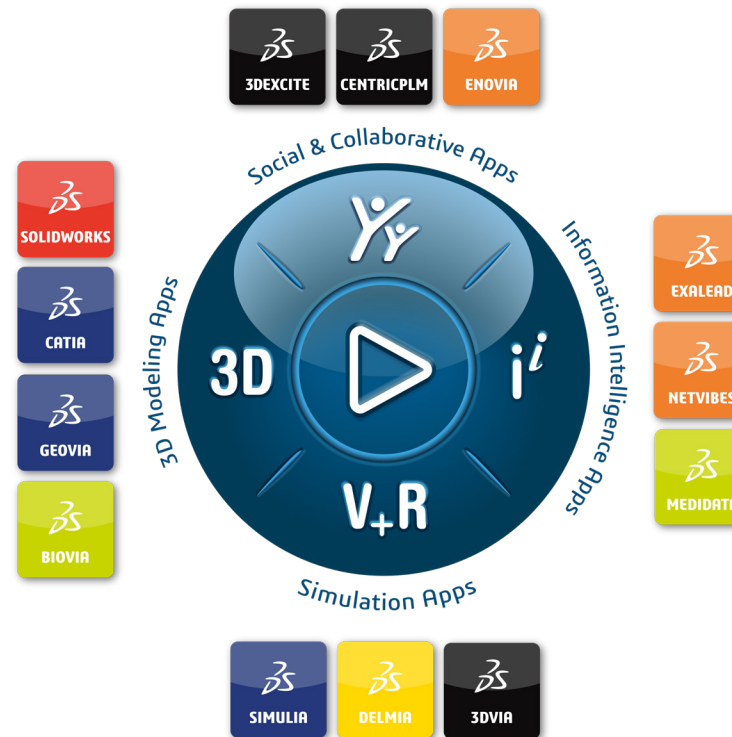 3DEXCITE
CENTRICPLM
ENOVIA
Social & Collaborative Apps
SOLIDWORKS
CATIA
GEOVIA
BIOVIA
3D Modeling Apps
3D
i i
V+R
Information Intelligence Apps
EXALEAD
NETVIBES
MEDIDATA
Simulation Apps
SIMULIA
DELMIA
3DVIA